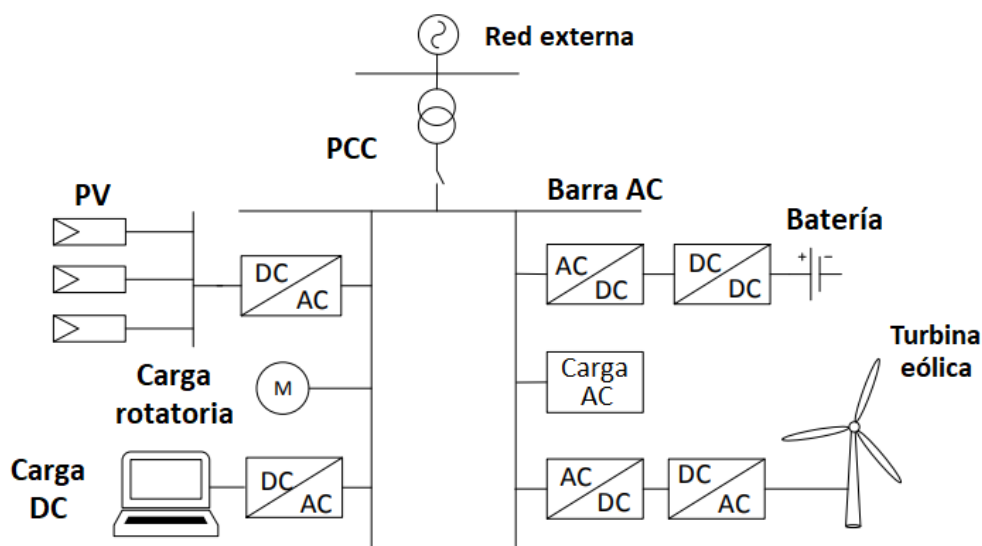 Red externa
PCC
Barra AC
PV
Batería
DC
AC
AC
DC
DC
DC
+ −
Turbina
eólica
Carga
rotatoria
M
Carga
AC
Carga
DC
DC
AC
AC
DC
DC
AC